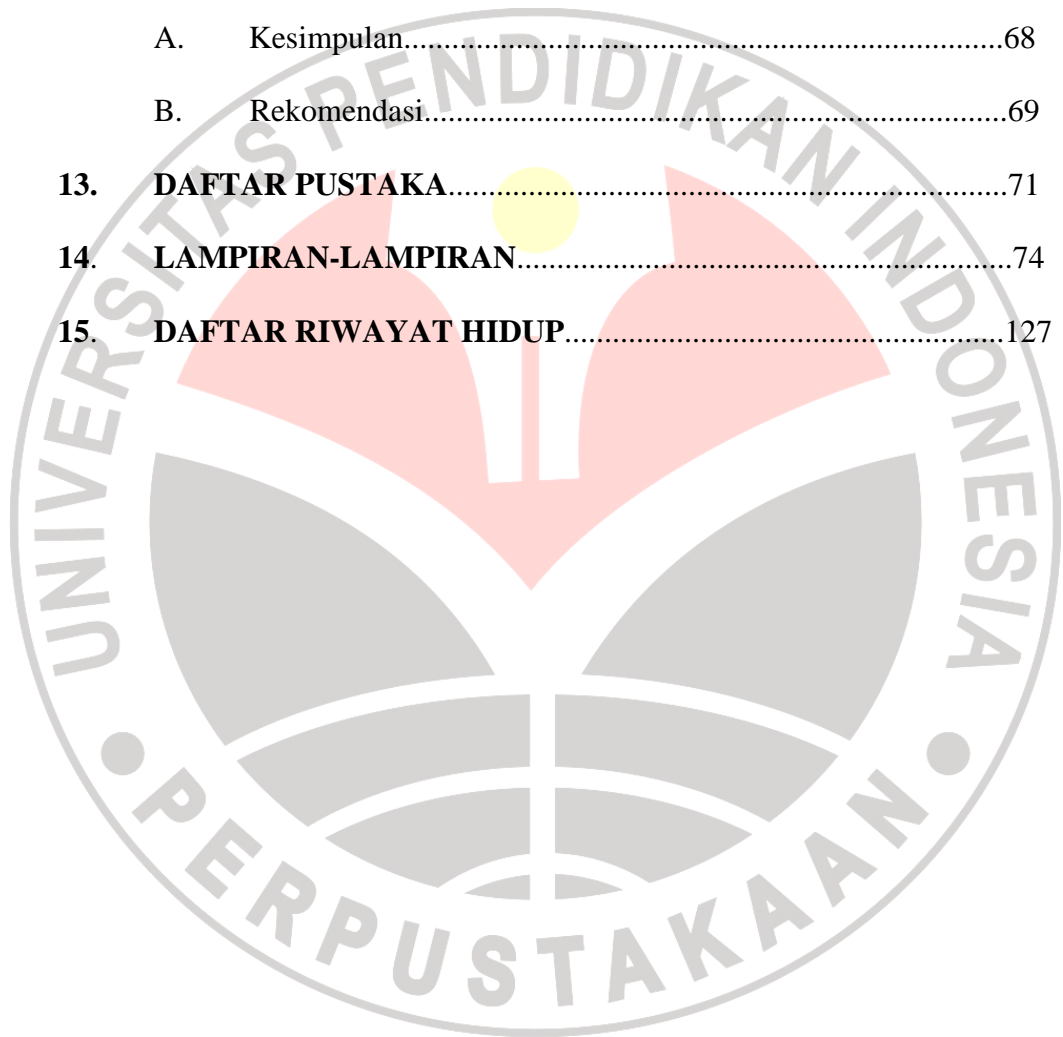 A. Kesimpulan..........................................................................68
B. Rekomendasi........................................................................69
13. DAFTAR PUSTAKA.....................................................................71
14. LAMPIRAN-LAMPIRAN.............................................................74
15. DAFTAR RIWAYAT HIDUP......................................................127
UNIVERSITAS PENDIDIKAN INDONESIA
PERPUSTAKAAN